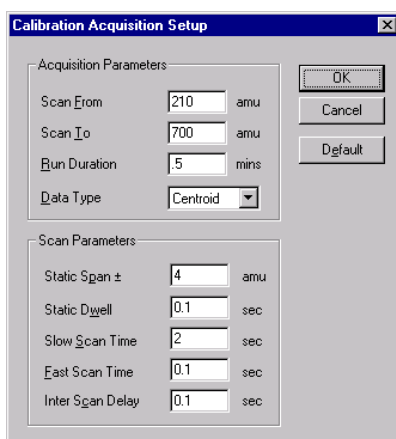 Calibration Acquisition Setup
Acquisition Parameters
Scan From 210 amu
Scan To 700 amu
Run Duration .5 mins
Data Type Centroid
OK
Cancel
Default
Scan Parameters
Static Span ± 4 amu
Static Dwell 0.1 sec
Slow Scan Time 2 sec
Fast Scan Time 0.1 sec
Inter Scan Delay 0.1 sec